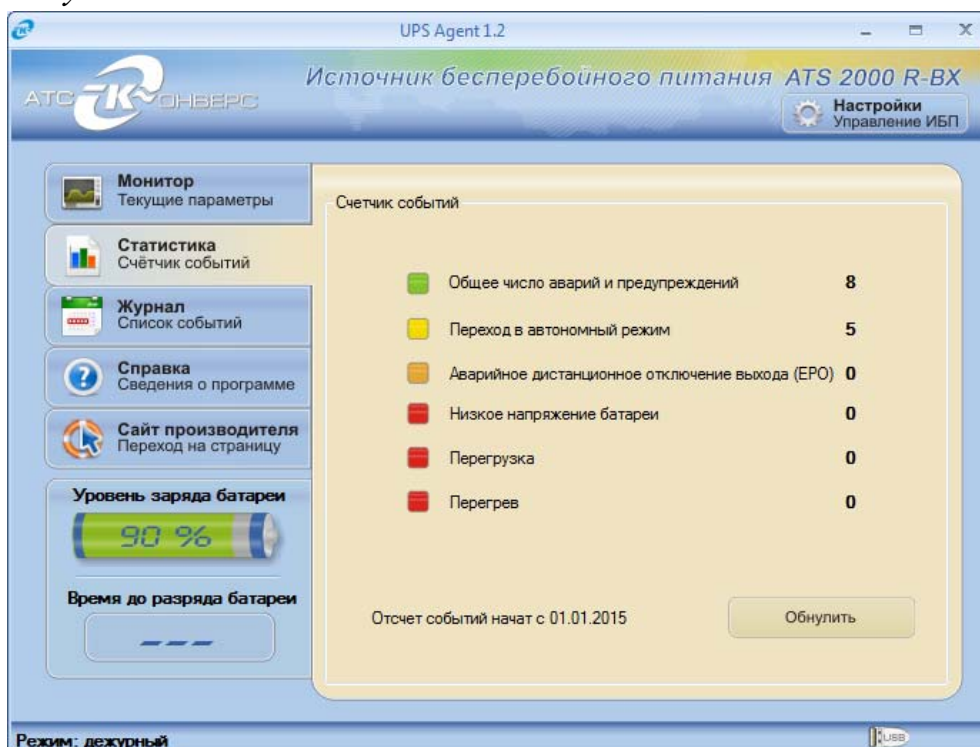 UPS Agent 1.2
АТС К КОНВЕРС
Источник бесперебойного питания ATS 2000 R-BX
Настройки
Управление ИБП
Монитор
Текущие параметры
Статистика
Счётчик событий
Журнал
Список событий
Справка
Сведения о программе
Сайт производителя
Переход на страницу
Уровень заряда батареи
90 %
Время до разряда батареи
---
Счетчик событий
Общее число аварий и предупреждений 8
Переход в автономный режим 5
Аварийное дистанционное отключение выхода (EPO) 0
Низкое напряжение батареи 0
Перегрузка 0
Перегрев 0
Отсчет событий начат с 01.01.2015
Обнулить
Режим: дежурный
USB